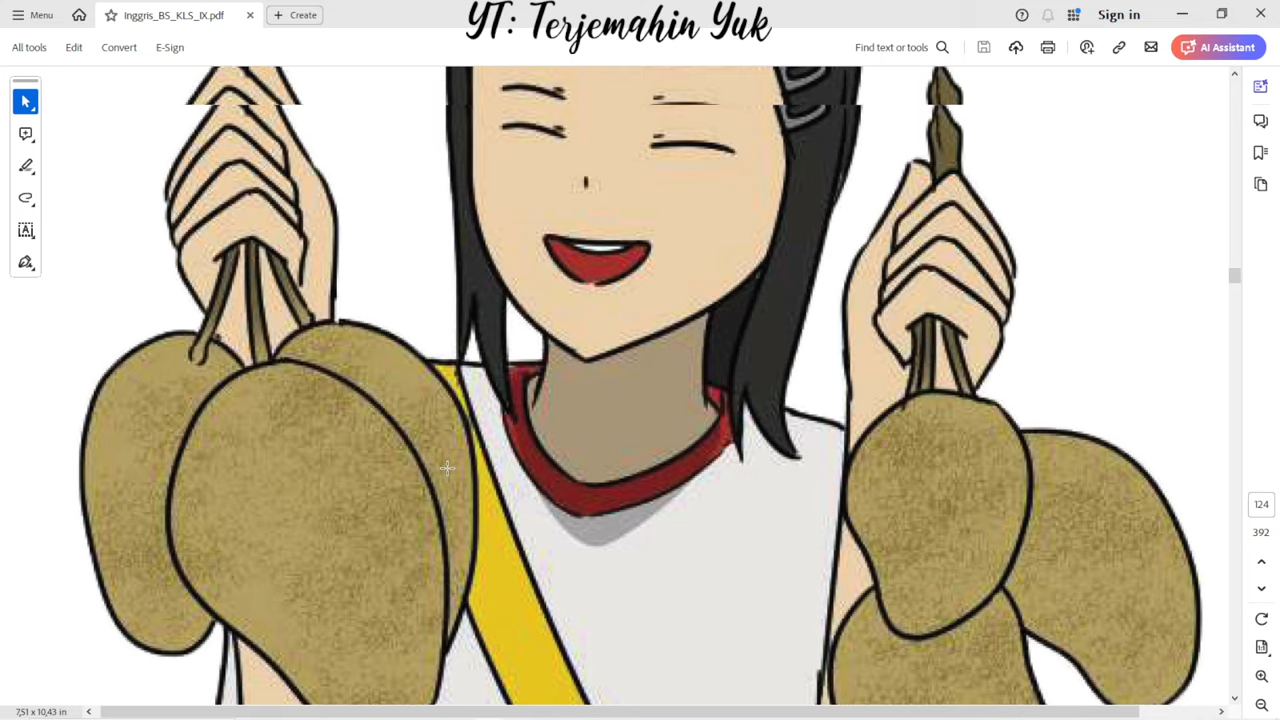 Menu
Inggris_BS_KLS_IX.pdf
Create
YT: Terjemahin Yuk
Sign in
All tools
Edit
Convert
E-Sign
Find text or tools
AI Assistant
124
392
7,51 x 10,43 in